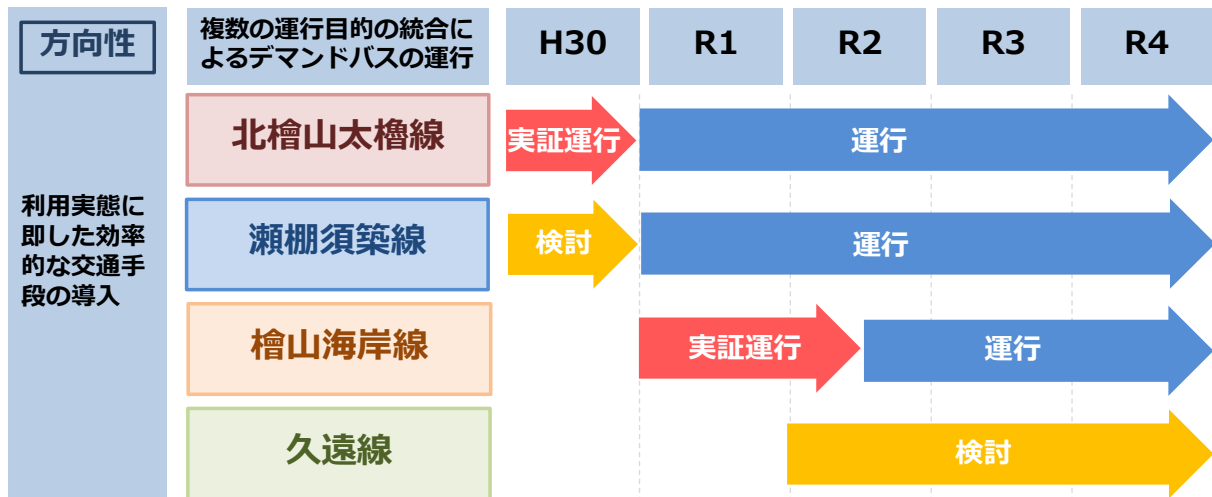 方向性
複数の運行目的の統合に
よるデマンドバスの運行
H30
R1
R2
R3
R4
利用実態に
即した効率
的な交通手
段の導入
北檜山太櫓線
実証運行
運行
瀬棚須築線
検討
運行
檜山海岸線
実証運行
運行
久遠線
検討